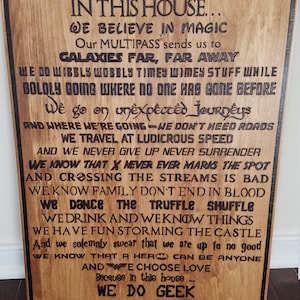 IN THIS HOUSE...
WE BELIEVE IN MAGIC
Our MULTIPASS sends us to
GALAXIES FAR, FAR AWAY
WE DO WIBBLY WOBBLY TIMEY WIMEY STUFF WHILE
BOLDLY GOING WHERE NO ONE HAS GONE BEFORE
We go on unexpected Journeys
AND WHERE WE'RE GOING - WE DON'T NEED ROADS
WE TRAVEL AT LUDICROUS SPEED
AND WE NEVER GIVE UP NEVER SURRENDER
WE KNOW THAT X NEVER EVER MARKS THE SPOT
AND CROSSING THE STREAMS IS BAD
WE KNOW FAMILY DON'T END IN BLOOD
WE DANCE THE TRUFFLE SHUFFLE
WE DRINK AND WE KNOW THINGS
WE HAVE FUN STORMING THE CASTLE
And we solemnly swear that we are up to no good
WE KNOW THAT A HERO CAN BE ANYONE
AND WE CHOOSE LOVE
Because in this house...
WE DO GEEK